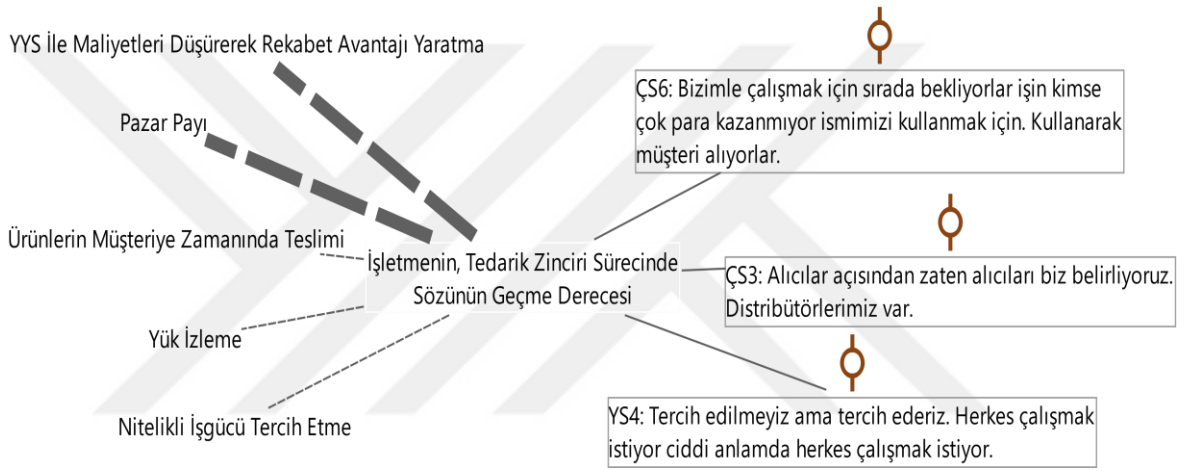 YYS İle Maliyetleri Düşürerek Rekabet Avantajı Yaratma
Pazar Payı
Ürünlerin Müşteriye Zamanında Teslimi
Yük İzleme
Nitelikli İşgücü Tercih Etme
İşletmenin, Tedarik Zinciri Sürecinde
Sözünün Geçme Derecesi
ÇS6: Bizimle çalışmak için sırada bekliyorlar işin kimse
çok para kazanmıyor ismimizi kullanmak için. Kullanarak
müşteri alıyorlar.
ÇS3: Alıcılar açısından zaten alıcıları biz belirliyoruz.
Distribütörlerimiz var.
YS4: Tercih edilmeyiz ama tercih ederiz. Herkes çalışmak
istiyor ciddi anlamda herkes çalışmak istiyor.